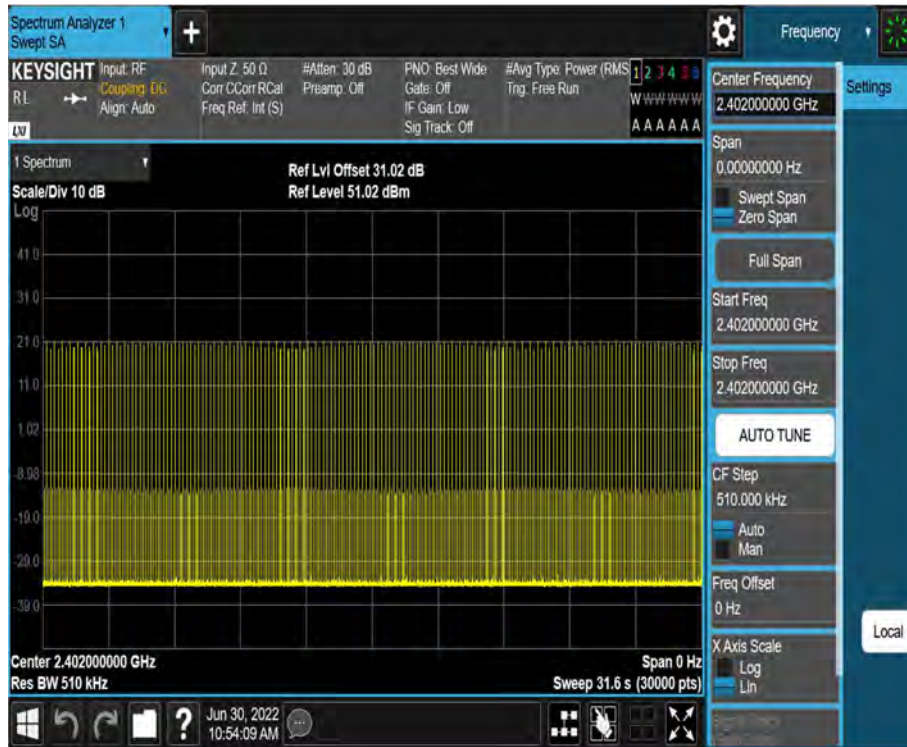 Spectrum Analyzer 1
Swept SA
Frequency
KEYSIGHT
RL
LXI
Input: RF
Coupling: DC
Align: Auto
Input Z: 50 Ω
Corr CCorr RCal
Freq Ref: Int (S)
#Atten: 30 dB
Preamp: Off
PNO: Best Wide
Gate: Off
IF Gain: Low
Sig Track: Off
#Avg Type: Power (RMS
Trig: Free Run
1 2 3 4 5 6
W W W W W W
A A A A A A
1 Spectrum
Scale/Div 10 dB
Log
Ref Lvl Offset 31.02 dB
Ref Level 51.02 dBm
41.0
31.0
21.0
11.0
1.02
-8.98
-19.0
-29.0
-39.0
Center 2.402000000 GHz
Res BW 510 kHz
Span 0 Hz
Sweep 31.6 s (30000 pts)
Center Frequency
2.402000000 GHz
Span
0.00000000 Hz
Swept Span
Zero Span
Full Span
Start Freq
2.402000000 GHz
Stop Freq
2.402000000 GHz
AUTO TUNE
CF Step
510.000 kHz
Auto
Man
Freq Offset
0 Hz
X Axis Scale
Log
Lin
Settings
Local
?
Jun 30, 2022
10:54:09 AM